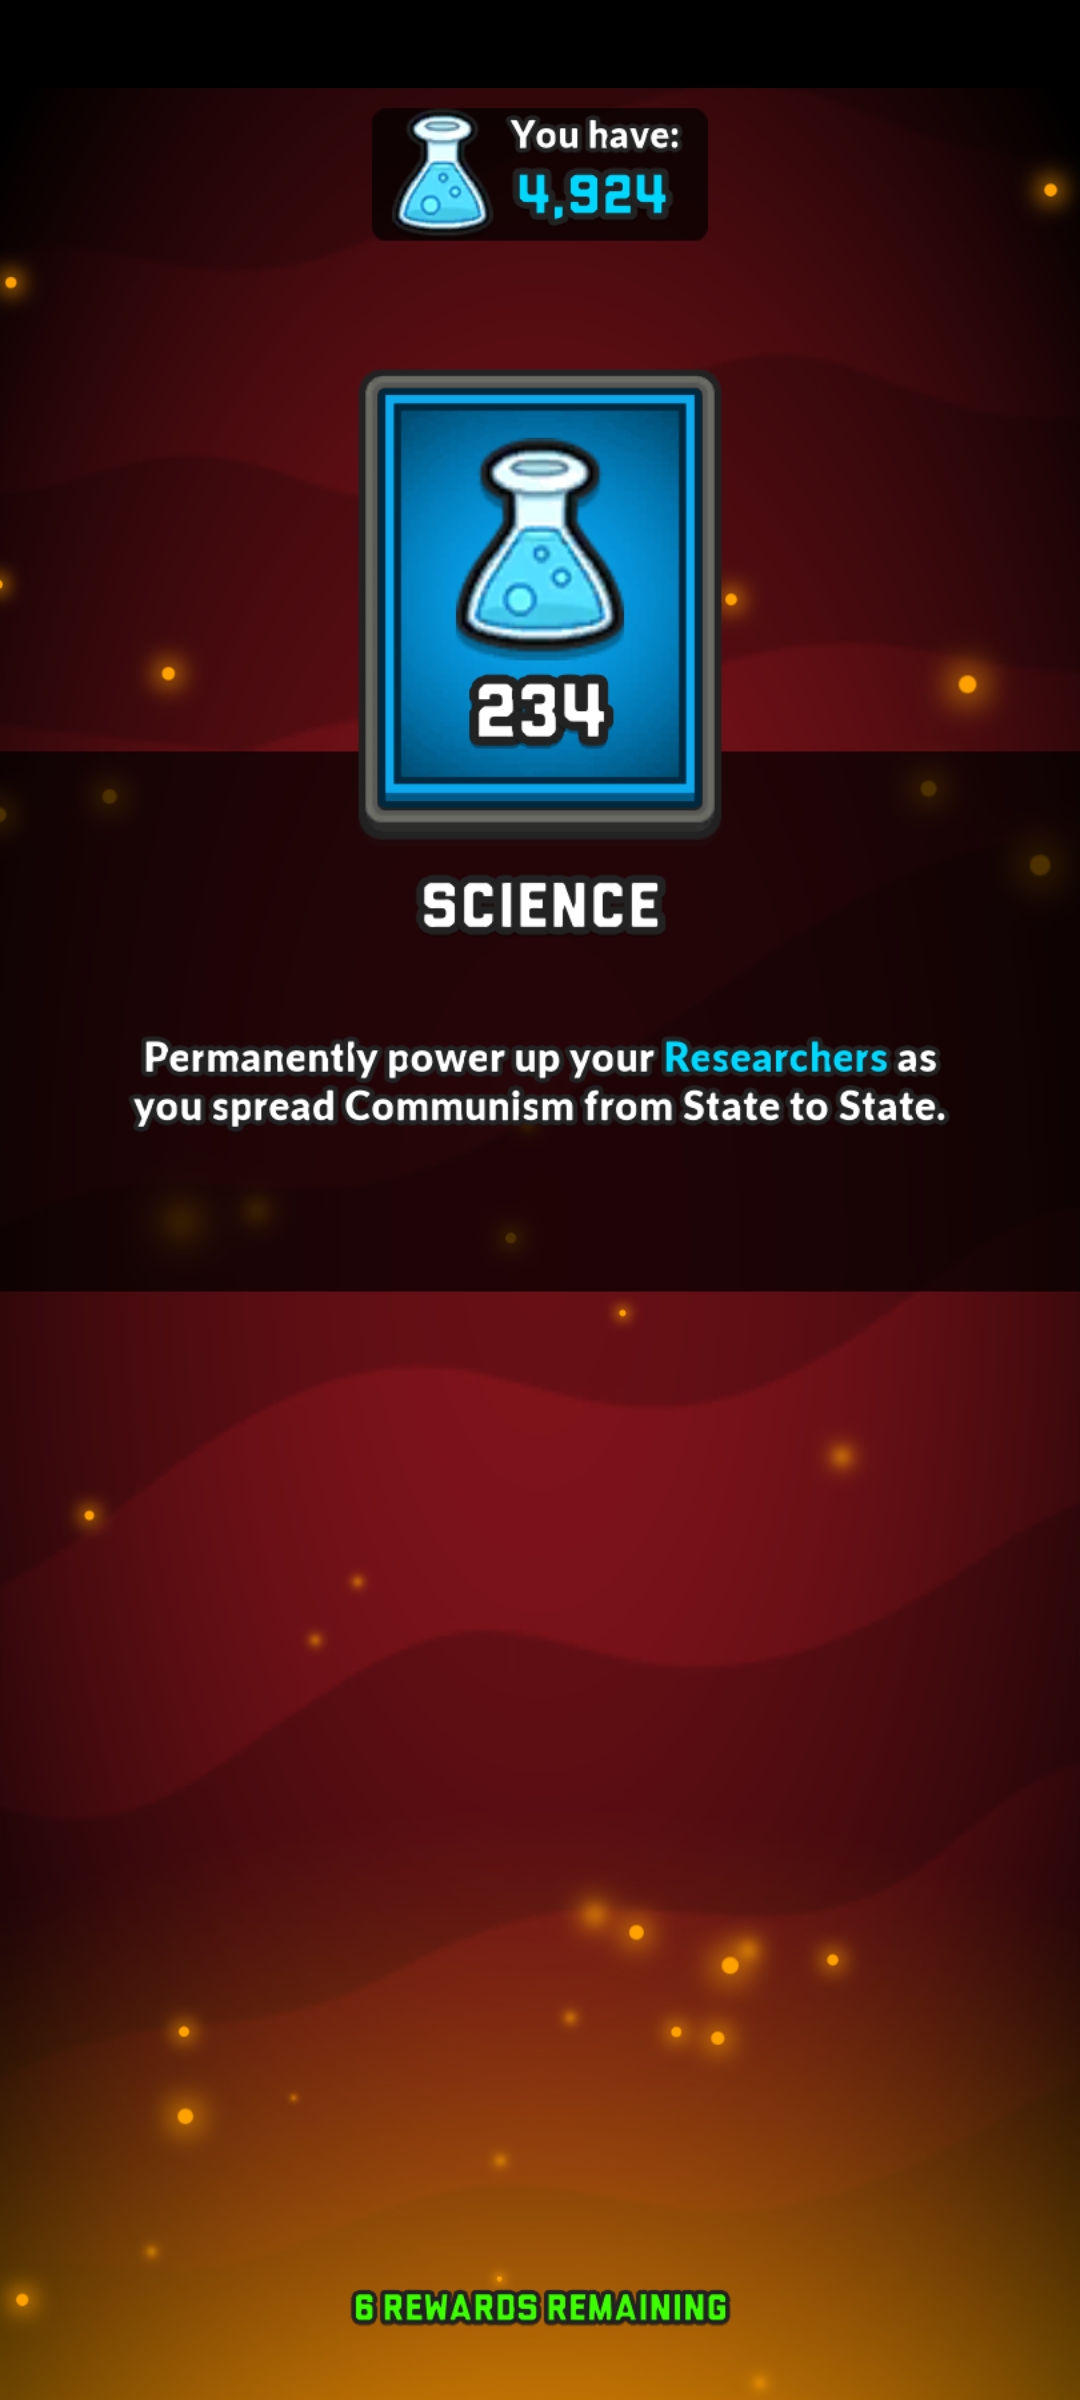 You have:
4,924
234
SCIENCE
Permanently power up your Researchers as
you spread Communism from State to State.
6 REWARDS REMAINING